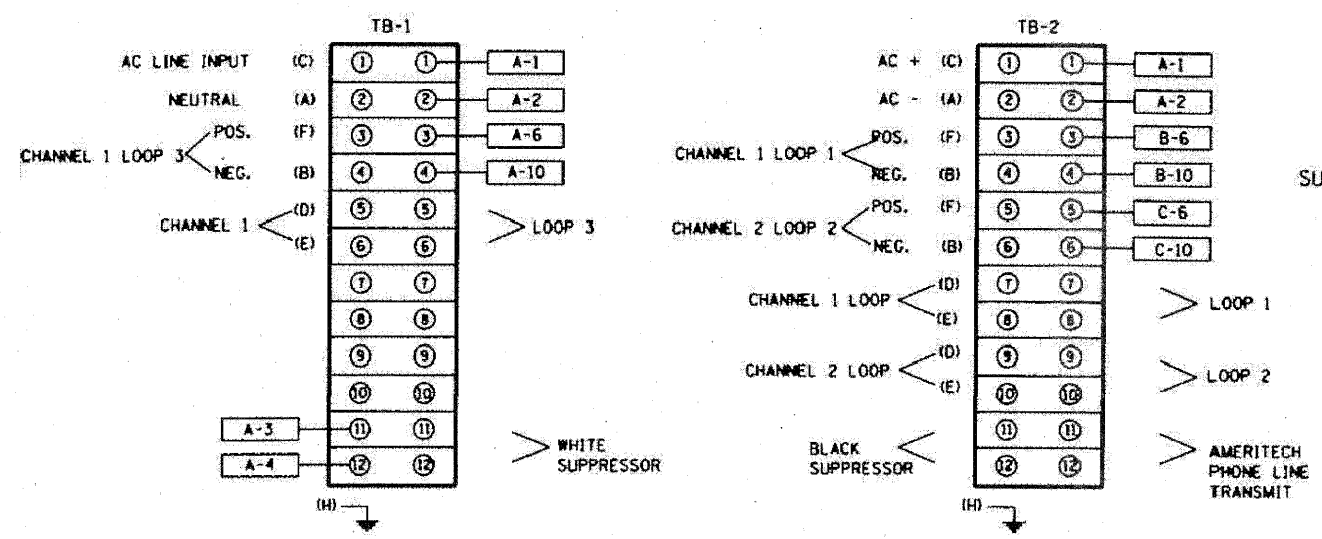 TB-1
AC LINE INPUT (C) 1 1 A-1
NEUTRAL (A) 2 2 A-2
CHANNEL 1 LOOP 3
POS. (F) 3 3 A-6
NEG. (B) 4 4 A-10
CHANNEL 1
(D) 5 5
(E) 6 6
LOOP 3
7 7
8 8
9 9
10 10
A-3 11 11
A-4 12 12
WHITE
SUPPRESSOR
(H)
TB-2
AC + (C) 1 1 A-1
AC - (A) 2 2 A-2
CHANNEL 1 LOOP 1
POS. (F) 3 3 B-6
NEG. (B) 4 4 B-10
CHANNEL 2 LOOP 2
POS. (F) 5 5 C-6
NEG. (B) 6 6 C-10
CHANNEL 1 LOOP
(D) 7 7
(E) 8 8
LOOP 1
CHANNEL 2 LOOP
(D) 9 9
(E) 10 10
LOOP 2
BLACK
SUPPRESSOR
11 11
12 12
AMERITECH
PHONE LINE
TRANSMIT
(H)
SU